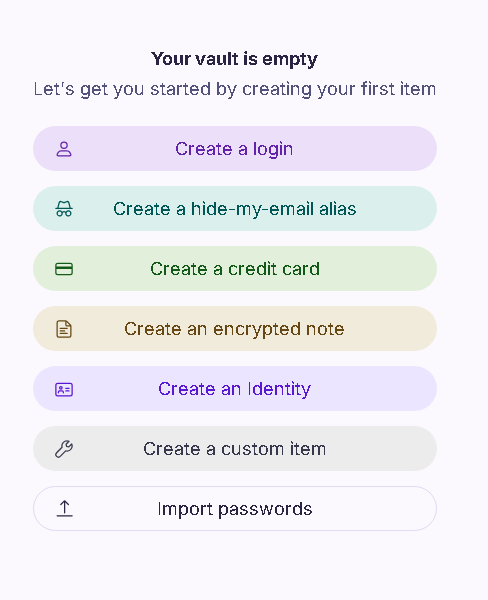 Your vault is empty
Let's get you started by creating your first item
Create a login
Create a hide-my-email alias
Create a credit card
Create an encrypted note
Create an Identity
Create a custom item
Import passwords